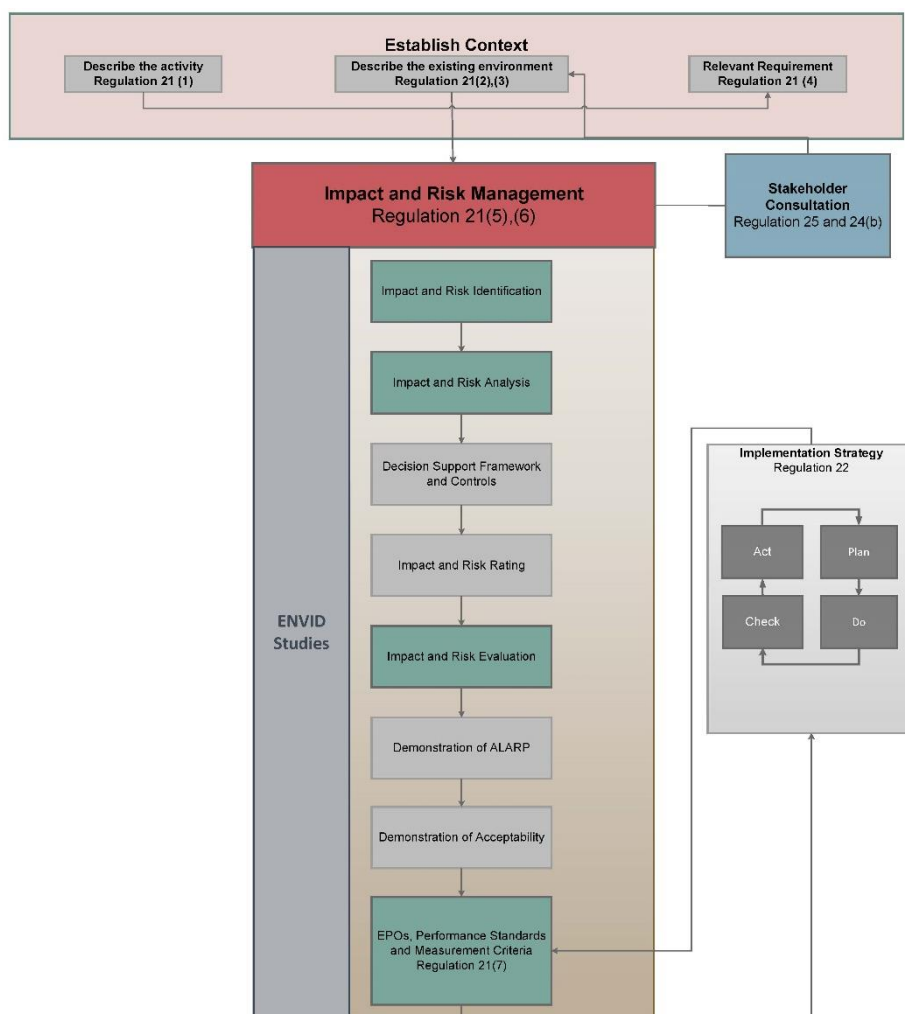 Establish Context
Describe the activity
Regulation 21 (1)
Describe the existing environment
Regulation 21(2),(3)
Relevant Requirement
Regulation 21 (4)
Impact and Risk Management
Regulation 21(5),(6)
Stakeholder
Consultation
Regulation 25 and 24(b)
ENVID
Studies
Impact and Risk Identification
Impact and Risk Analysis
Decision Support Framework
and Controls
Impact and Risk Rating
Impact and Risk Evaluation
Demonstration of ALARP
Demonstration of Acceptability
EPOs, Performance Standards
and Measurement Criteria
Regulation 21(7)
Implementation Strategy
Regulation 22
Act
Plan
Check
Do